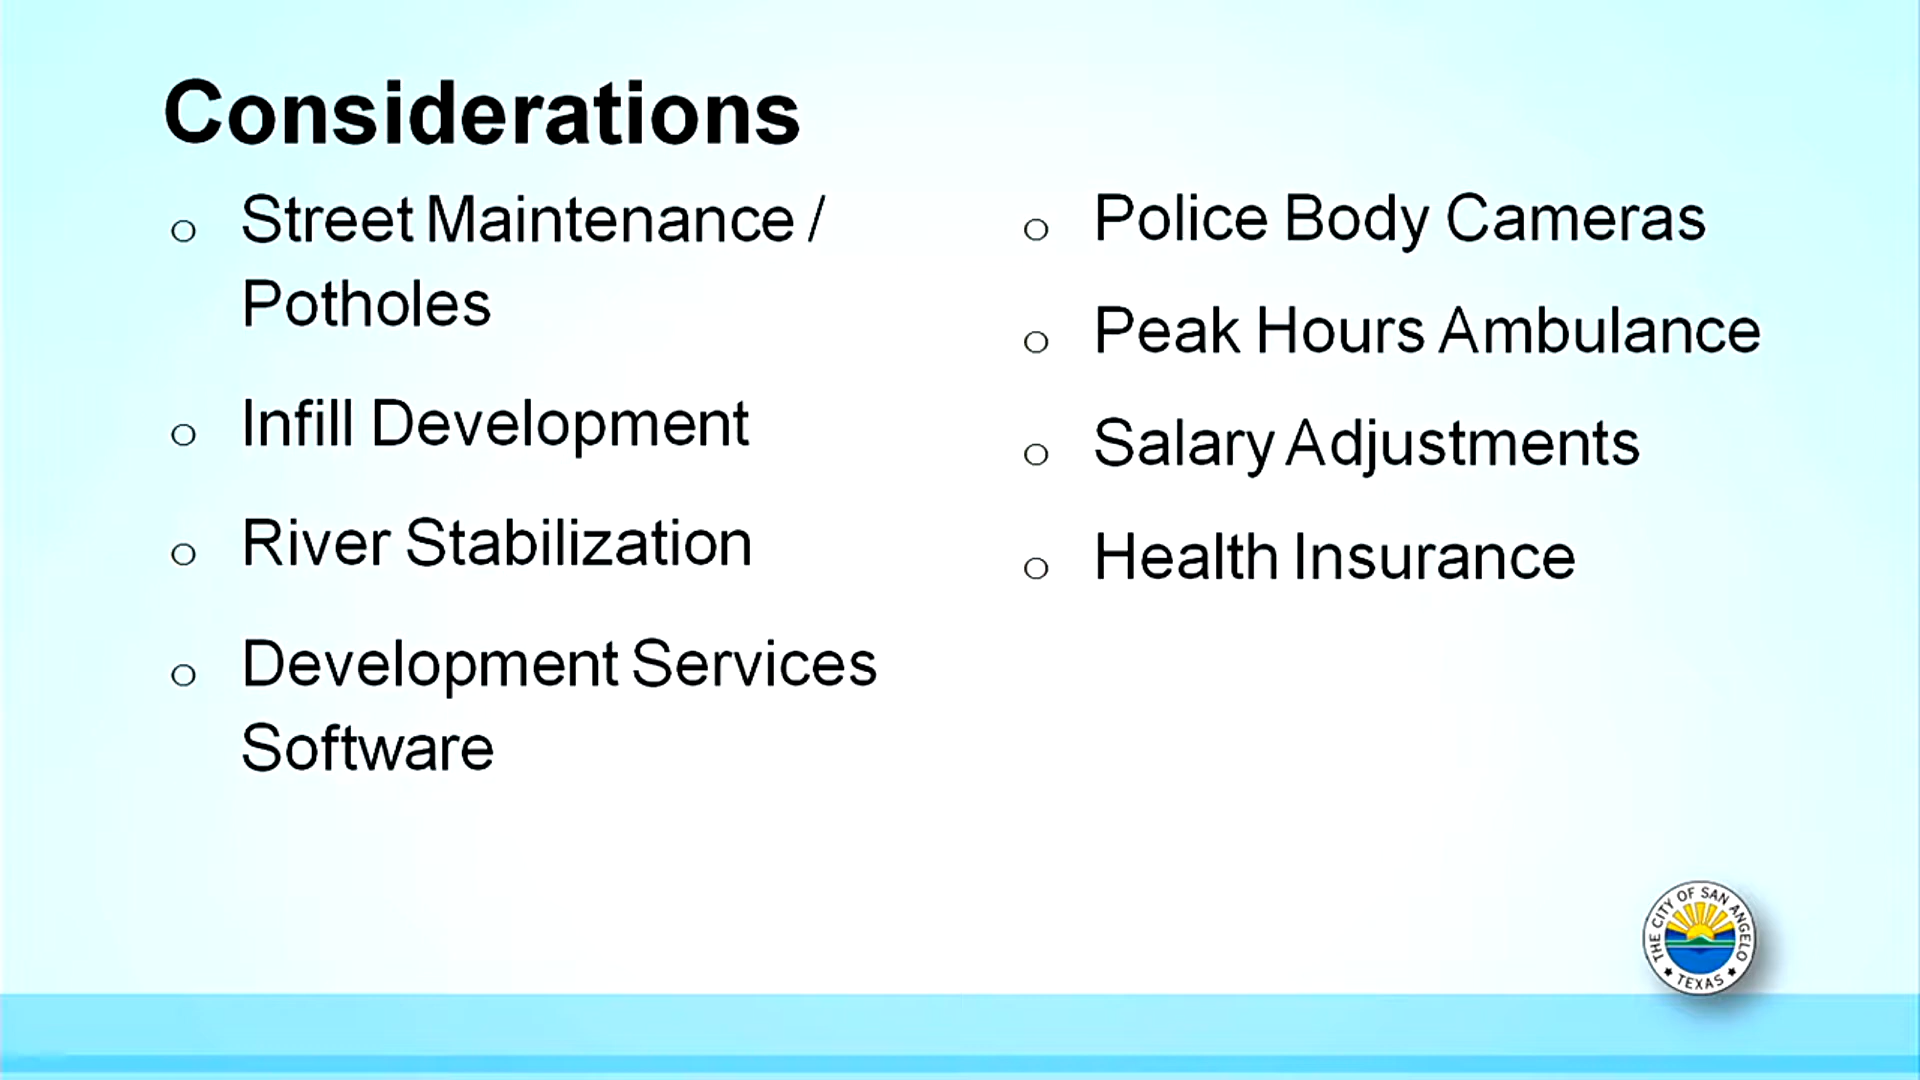 Considerations
Street Maintenance /
Potholes
Infill Development
River Stabilization
Development Services
Software
Police Body Cameras
Peak Hours Ambulance
Salary Adjustments
Health Insurance
THE CITY OF SAN ANGELO
TEXAS